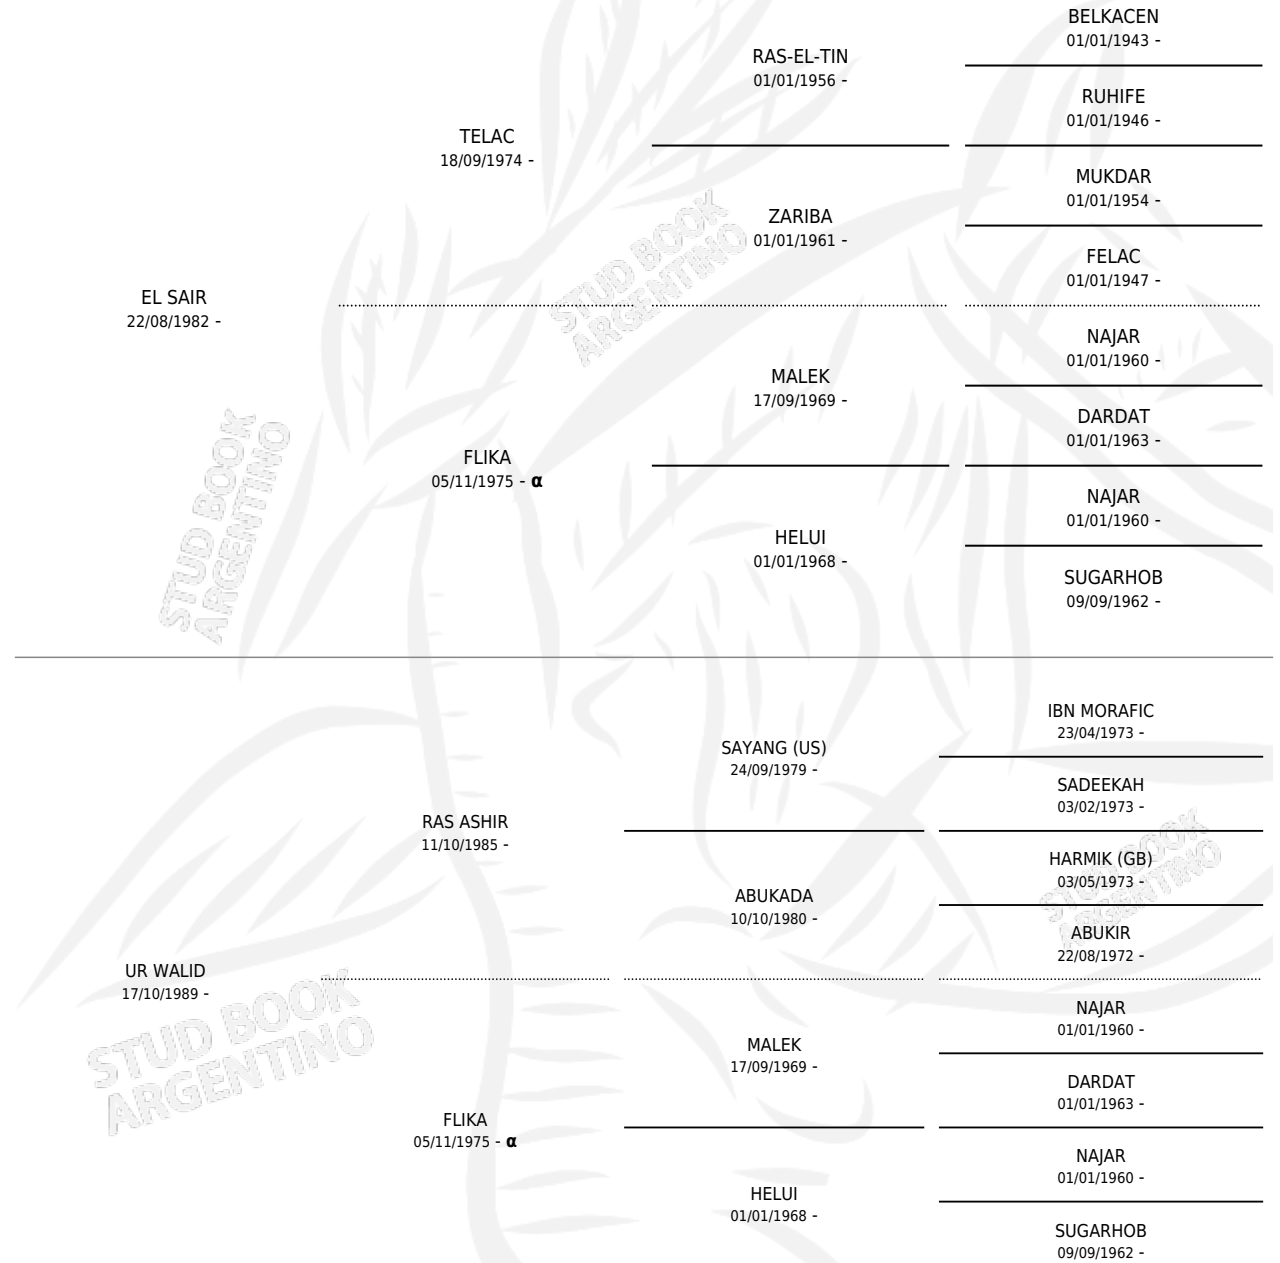 BELKACEN
01/01/1943 -
RAS-EL-TIN
01/01/1956 -
RUHIFE
01/01/1946 -
TELAC
18/09/1974 -
MUKDAR
01/01/1954 -
ZARIBA
01/01/1961 -
FELAC
01/01/1947 -
EL SAIR
22/08/1982 -
NAJAR
01/01/1960 -
MALEK
17/09/1969 -
DARDAT
01/01/1963 -
FLIKA
05/11/1975 - α
NAJAR
01/01/1960 -
HELUI
01/01/1968 -
SUGARHOB
09/09/1962 -
STUD BOOK
ARGENTINO
STUD BOOK
ARGENTINO
IBN MORAFIC
23/04/1973 -
SAYANG (US)
24/09/1979 -
SADEEKAH
03/02/1973 -
RAS ASHIR
11/10/1985 -
HARMIK (GB)
03/05/1973 -
ABUKADA
10/10/1980 -
ABUKIR
22/08/1972 -
UR WALID
17/10/1989 -
NAJAR
01/01/1960 -
MALEK
17/09/1969 -
DARDAT
01/01/1963 -
FLIKA
05/11/1975 - α
NAJAR
01/01/1960 -
HELUI
01/01/1968 -
SUGARHOB
09/09/1962 -
STUD BOOK
ARGENTINO
STUD BOOK
ARGENTINO